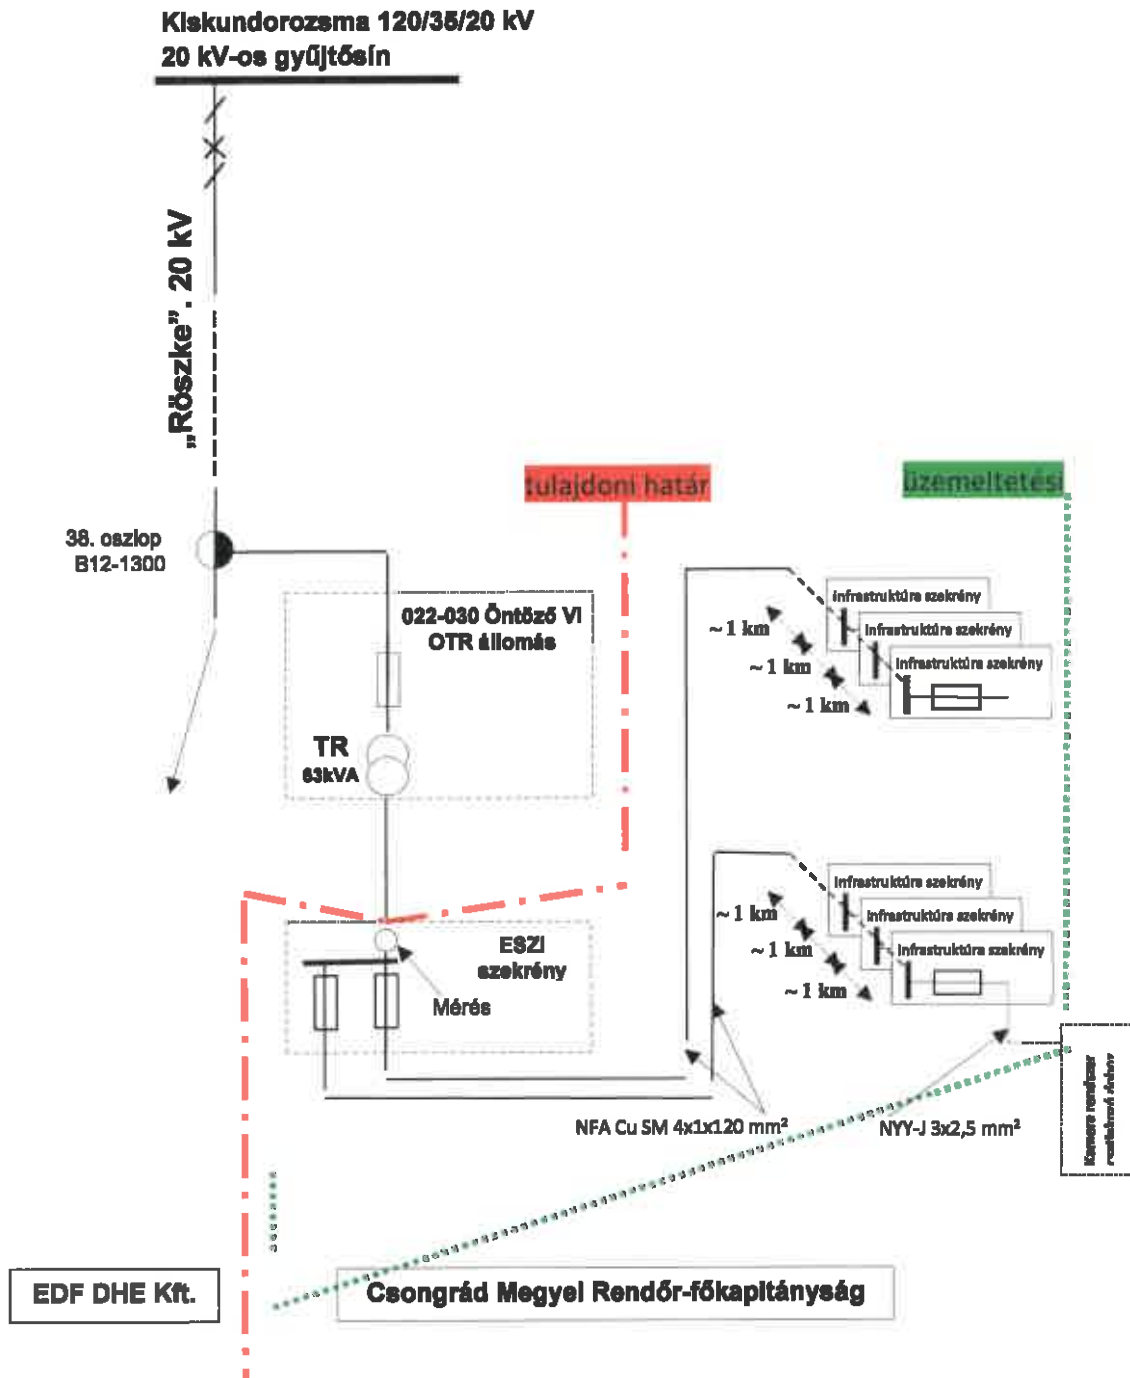 Kiskundorozsma 120/35/20 kV
20 kV-os gyűjtősín
„Röszke”. 20 kV
tulajdoni határ
üzemeltetési
38. oszlop
B12-1300
022-030 Öntöző VI
OTR állomás
TR
63kVA
infrastruktúra szekrény
infrastruktúra szekrény
infrastruktúra szekrény
~ 1 km
~ 1 km
~ 1 km
infrastruktúra szekrény
infrastruktúra szekrény
infrastruktúra szekrény
~ 1 km
~ 1 km
~ 1 km
ESZI
szekrény
Mérés
NFA Cu SM 4x1x120 mm²
NYY-J 3x2,5 mm²
Kamera rendszer
EDF DHE Kft.
Csongrád Megyei Rendőr-főkapitányság